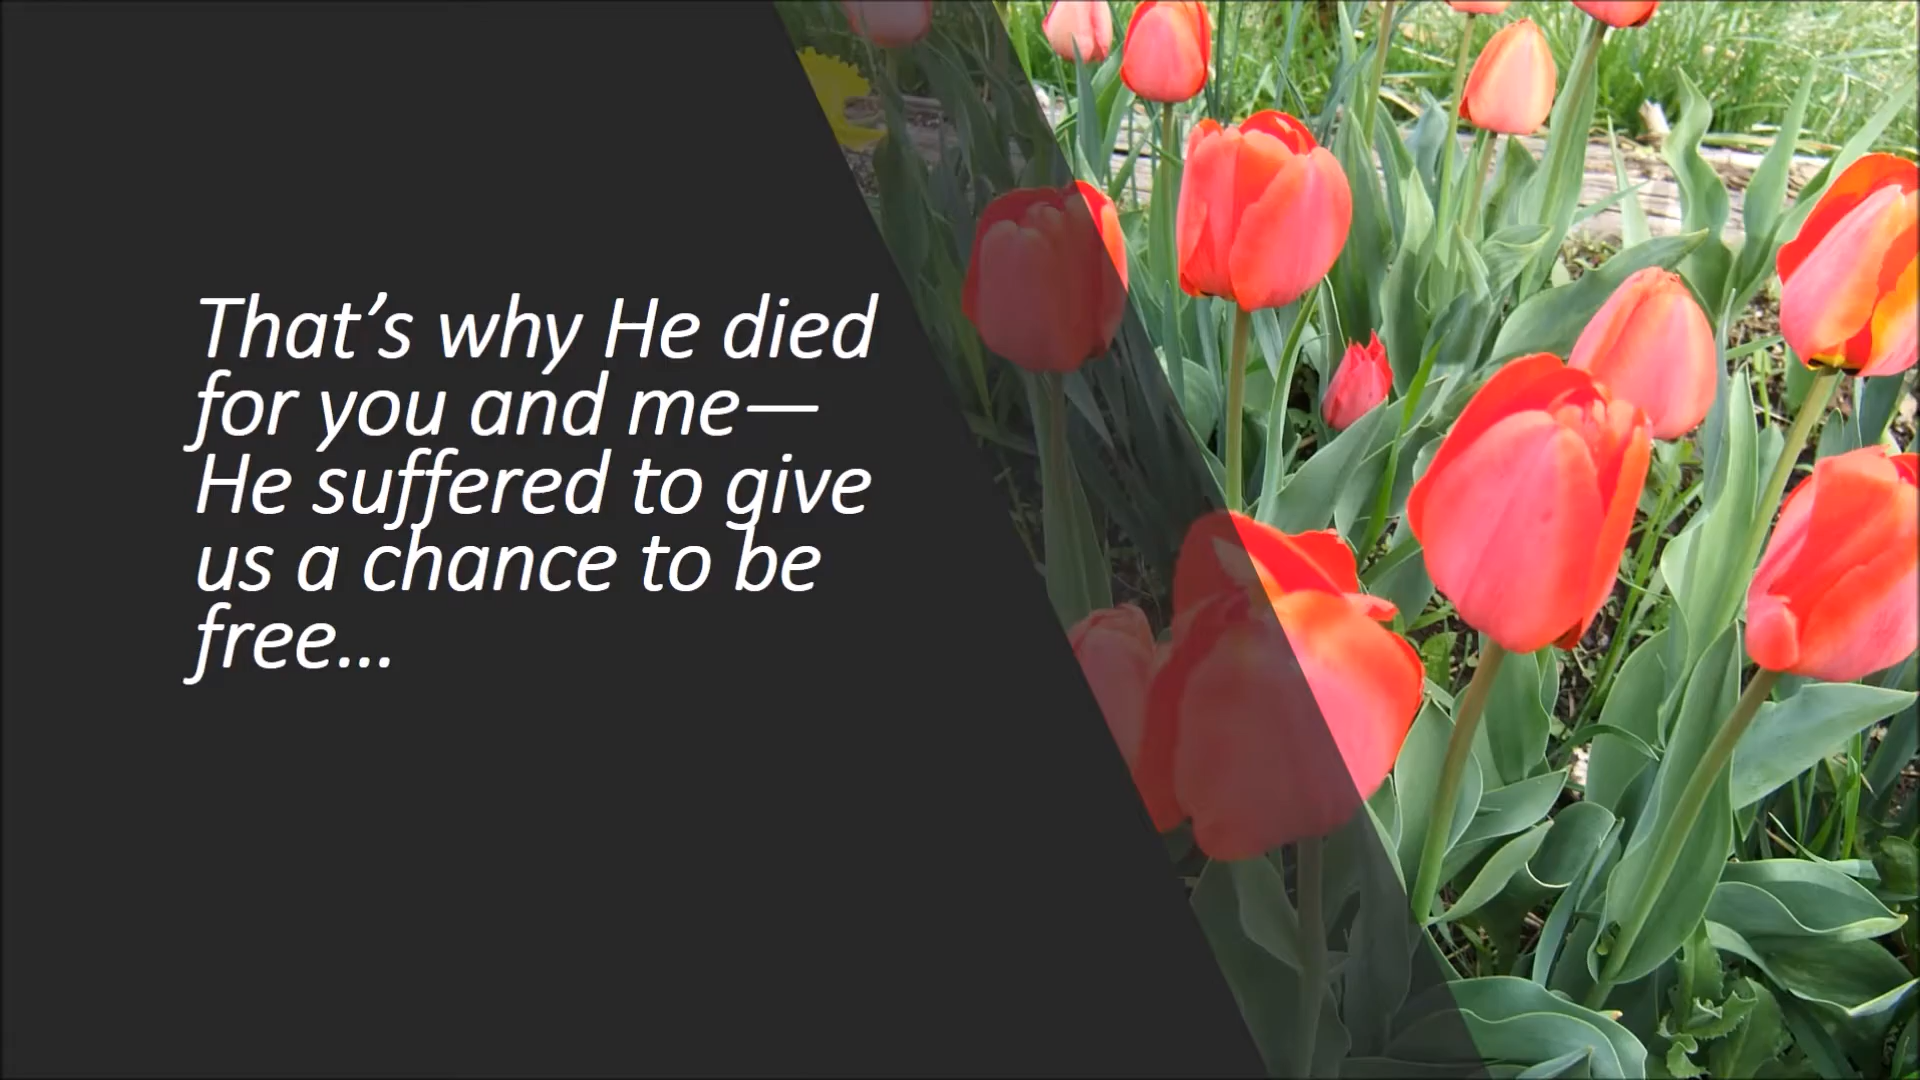 That’s why He died
for you and me—
He suffered to give
us a chance to be
free…